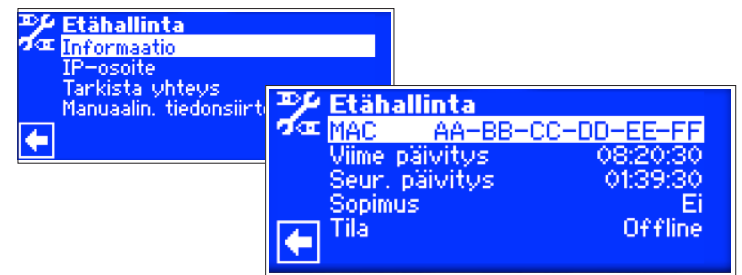 Etähallinta
Informaatio
IP-osoite
Tarkista yhteys
Manuaalin. tiedonsiirto
Etähallinta
MAC AA-BB-CC-DD-EE-FF
Viime päivitys 08:20:30
Seur. päivitys 01:39:30
Sopimus Ei
Tila Offline